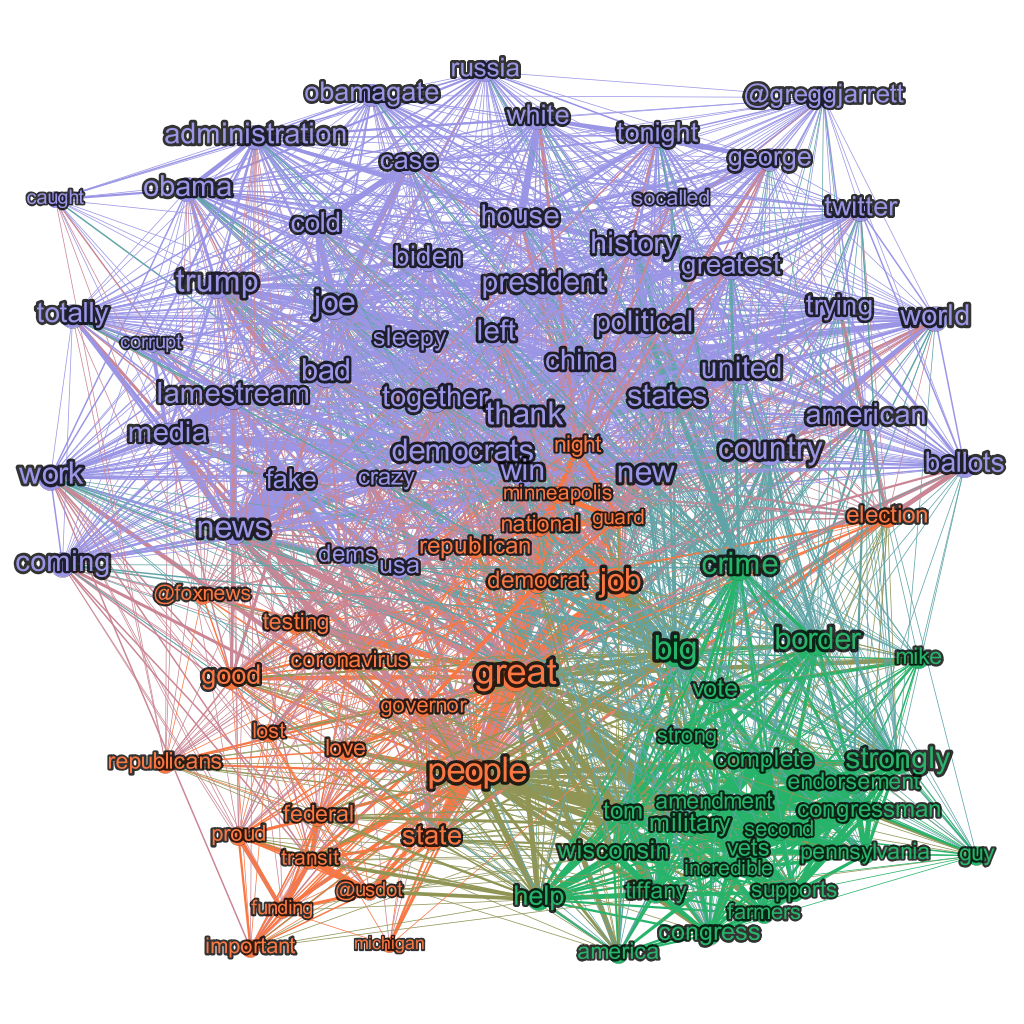 russia
obamagate
@greggjarrett
white
administration
tonight
case
george
obama
caught
socalled
twitter
house
cold
history
biden
greatest
trump
president
joe
trying
totally
world
political
left
sleepy
corrupt
china
bad
united
lamestream
together
states
thank
american
media
night
democrats
country
ballots
work
win
new
fake
crazy
minneapolis
election
guard
national
news
republican
dems
coming
usa
crime
democrat
job
@foxnews
testing
border
big
mike
coronavirus
good
great
vote
governor
lost
strong
love
republicans
complete
strongly
people
endorsement
amendment
tom
congressman
federal
military
second
proud
state
vets
wisconsin
pennsylvania
guy
transit
incredible
@usdot
tiffany
supports
help
funding
farmers
congress
important
michigan
america